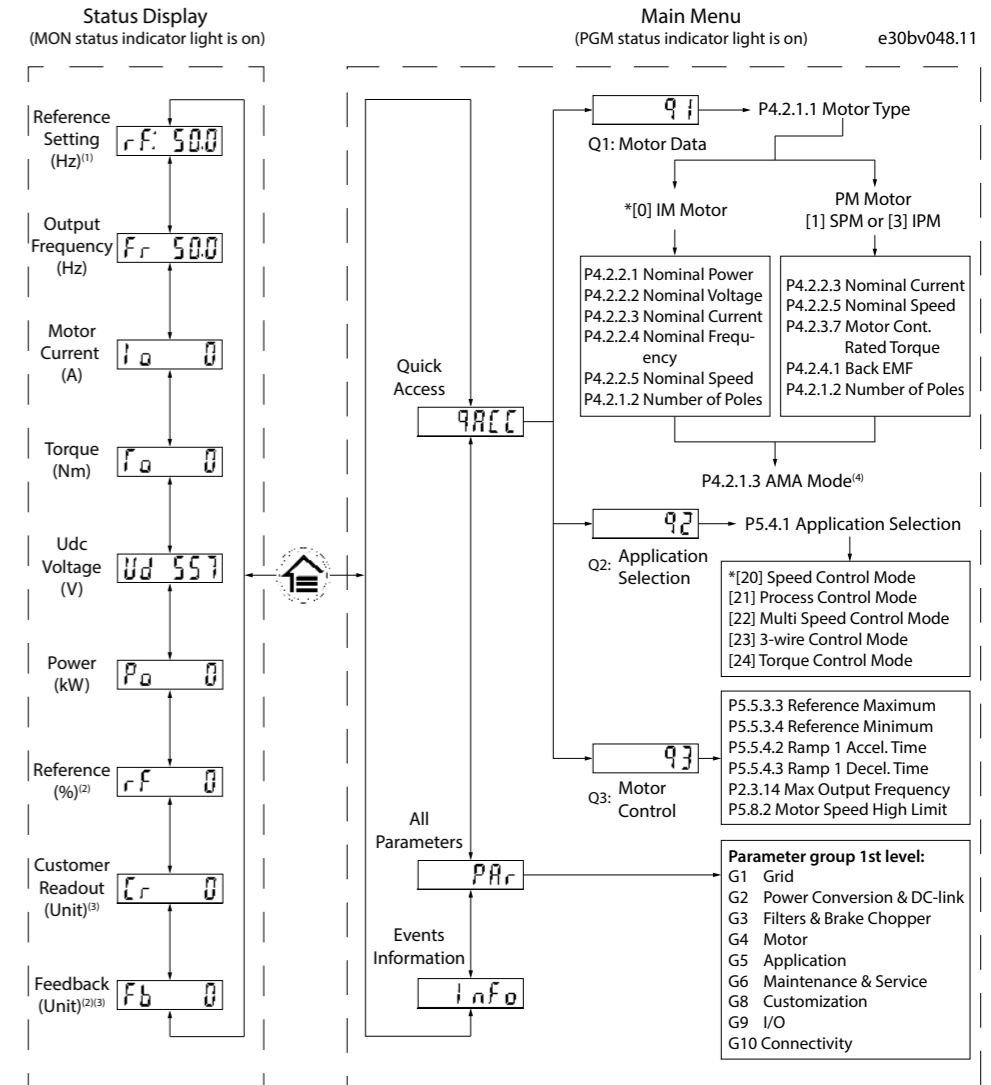 Status Display
(MON status indicator light is on)
Main Menu
(PGM status indicator light is on)
e30bv048.11
Reference
Setting
(Hz)(1)
rF: 50.0
Output
Frequency
(Hz)
Fr 50.0
Motor
Current
(A)
Io 0
Torque
(Nm)
To 0
Udc
Voltage
(V)
Ud 557
Power
(kW)
Po 0
Reference
(%)(2)
rF 0
Customer
Readout
(Unit)(3)
Cr 0
Feedback
(Unit)(2)(3)
Fb 0
Quick
Access
qACC
All
Parameters
PAr
Events
Information
InFo
q1
Q1: Motor Data
P4.2.1.1 Motor Type
*[0] IM Motor
PM Motor
[1] SPM or [3] IPM
P4.2.2.1 Nominal Power
P4.2.2.2 Nominal Voltage
P4.2.2.3 Nominal Current
P4.2.2.4 Nominal Frequ-
ency
P4.2.2.5 Nominal Speed
P4.2.1.2 Number of Poles
P4.2.2.3 Nominal Current
P4.2.2.5 Nominal Speed
P4.2.3.7 Motor Cont.
Rated Torque
P4.2.4.1 Back EMF
P4.2.1.2 Number of Poles
P4.2.1.3 AMA Mode(4)
q2
Q2: Application
Selection
P5.4.1 Application Selection
*[20] Speed Control Mode
[21] Process Control Mode
[22] Multi Speed Control Mode
[23] 3-wire Control Mode
[24] Torque Control Mode
q3
Q3: Motor
Control
P5.5.3.3 Reference Maximum
P5.5.3.4 Reference Minimum
P5.5.4.2 Ramp 1 Accel. Time
P5.5.4.3 Ramp 1 Decel. Time
P2.3.14 Max Output Frequency
P5.8.2 Motor Speed High Limit
Parameter group 1st level:
G1 Grid
G2 Power Conversion & DC-link
G3 Filters & Brake Chopper
G4 Motor
G5 Application
G6 Maintenance & Service
G8 Customization
G9 I/O
G10 Connectivity